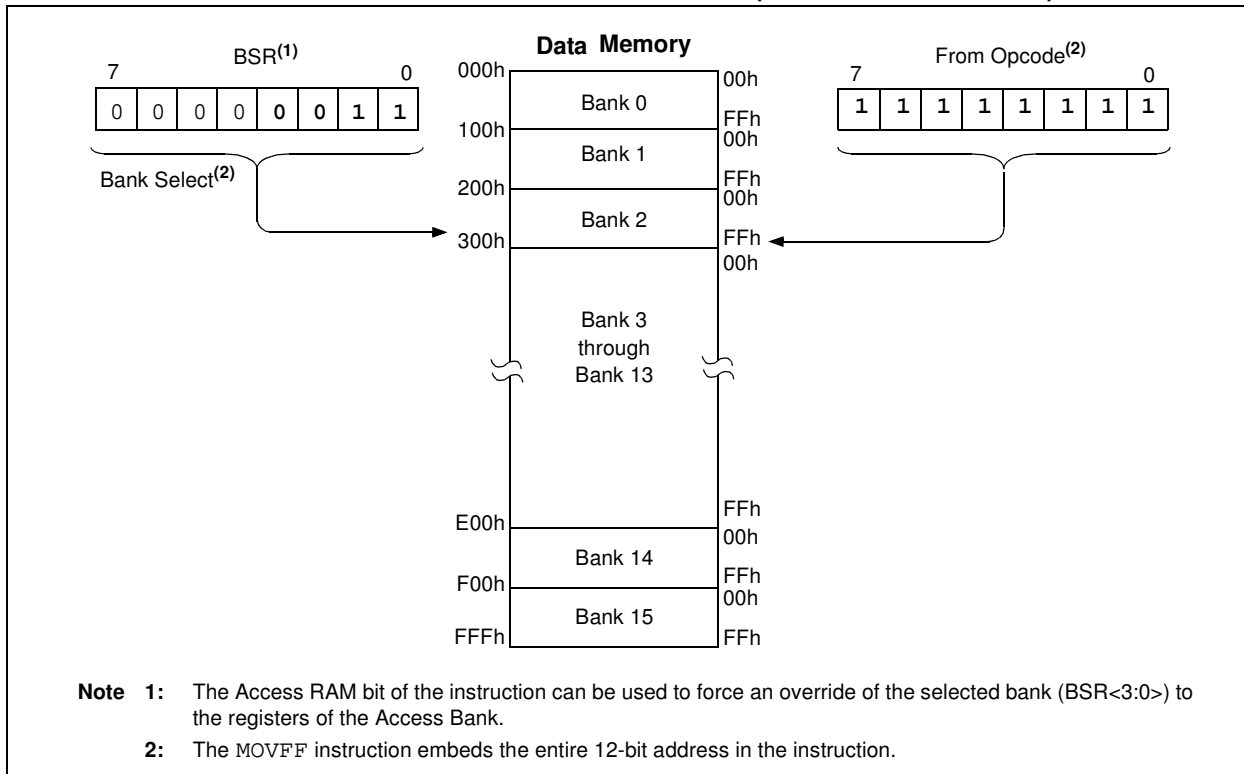 Data Memory
BSR(1)
7 0
0 0 0 0 0 0 1 1
Bank Select(2)
From Opcode(2)
7 0
1 1 1 1 1 1 1 1
000h
Bank 0
00h
FFh
100h
Bank 1
00h
FFh
200h
Bank 2
00h
FFh
300h
00h
Bank 3
through
Bank 13
FFh
E00h
Bank 14
00h
FFh
F00h
Bank 15
00h
FFFh
FFh
Note 1: The Access RAM bit of the instruction can be used to force an override of the selected bank (BSR<3:0>) to
the registers of the Access Bank.
2: The MOVFF instruction embeds the entire 12-bit address in the instruction.